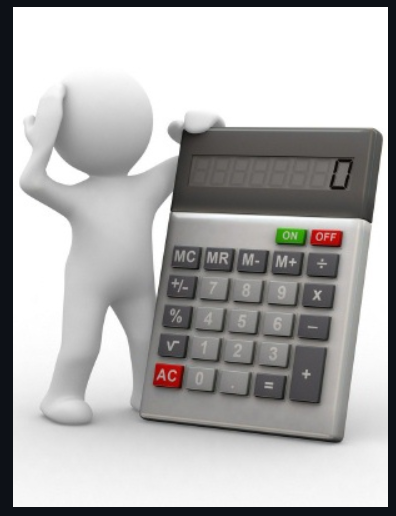 0
ON OFF
MC MR M- M+ ÷
+/- 7 8 9 x
% 4 5 6 –
√ 1 2 3 +
AC 0 . =